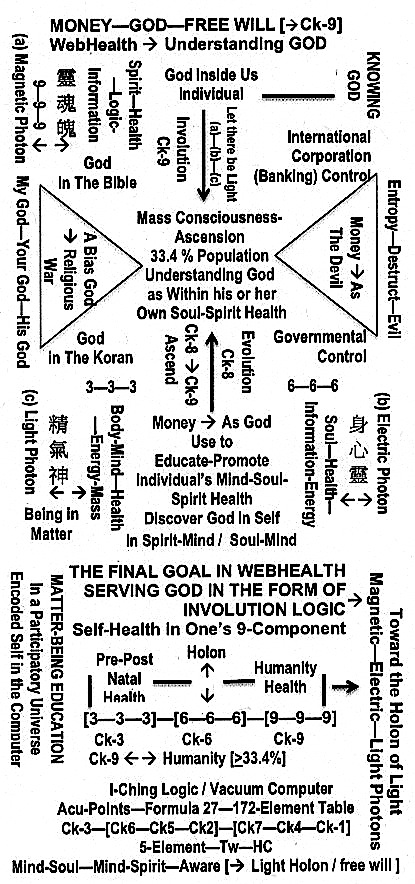 MONEY—GOD—FREE WILL [→Ck-9]
WebHealth → Understanding GOD
(a) Magnetic Photon
9—9—9 ←→
靈魂魄
Spirit—Health
—Logic-
Information
God Inside Us
Individual
KNOWING
GOD
God
in The Bible
Involution
Ck-9
Let there be Light
(a)—(b)—(c)
International
Corporation
(Banking) Control
My God—Your God—His God
A Bias God
→ Religious
War
Mass Consciousness-
Ascension
33.4 % Population
Understanding God
as Within his or her
Own Soul-Spirit Health
Money → As
The Devil
Entropy—Destruct—Evil
God
in The Koran
Ck-8 → Ck-9
Ascend
Evolution
Ck-8
Governmental
Control
3—3—3
6—6—6
(c) Light Photon
精氣神
←→
Being in
Matter
Body-Mind—Health
—Energy-Mass
Money → As God
Use to
Educate-Promote
Individual's Mind-Soul-
Spirit Health
Discover God in Self
in Spirit-Mind / Soul-Mind
Soul—Health—
Information-Energy
身心靈
←→
(b) Electric Photon
THE FINAL GOAL IN WEBHEALTH
SERVING GOD IN THE FORM OF
INVOLUTION LOGIC →
Self-Health in One's 9-Component
MATTER-BEING EDUCATION
In a Participatory Universe
Encoded Self in the Computer
Pre-Post
Natal
Health
Holon
Humanity
Health
Toward the Holon of Light
Magnetic—Electric—Light Photons
[3—3—3]—[6—6—6]—[9—9—9]
Ck-3 Ck-6 Ck-9
Ck-9 ←→ Humanity [≥33.4%]
I-Ching Logic / Vacuum Computer
Acu-Points—Formula 27—172-Element Table
Ck-3—[Ck6—Ck5—Ck2]—[Ck7—Ck4—Ck-1]
5-Element—Tw—HC
Mind-Soul—Mind-Spirit—Aware [→ Light Holon / free will ]